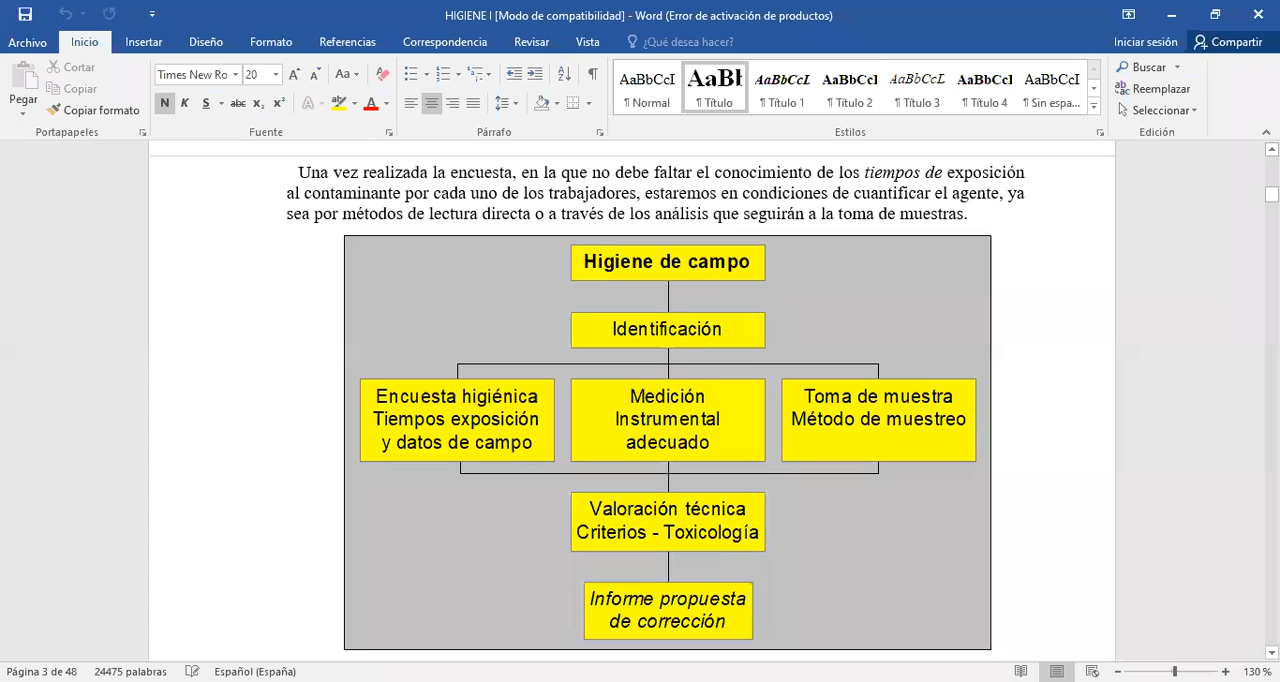 HIGIENE I [Modo de compatibilidad] - Word (Error de activación de productos)
Archivo Inicio Insertar Diseño Formato Referencias Correspondencia Revisar Vista ¿Qué desea hacer? Iniciar sesión Compartir
Pegar
Cortar
Copiar
Copiar formato
Portapapeles
Times New Ro 20
N K S abc x₂ x²
Fuente
Párrafo
AaBbCcI AaBb AaBbCcL AaBbCcI AaBbCcL AaBbCcI AaBbCcI
¶ Normal ¶ Título ¶ Título 1 ¶ Título 2 ¶ Título 3 ¶ Título 4 ¶ Sin espa...
Estilos
Buscar
Reemplazar
Seleccionar
Edición
Una vez realizada la encuesta, en la que no debe faltar el conocimiento de los tiempos de exposición
al contaminante por cada uno de los trabajadores, estaremos en condiciones de cuantificar el agente, ya
sea por métodos de lectura directa o a través de los análisis que seguirán a la toma de muestras.
Higiene de campo
Identificación
Encuesta higiénica
Tiempos exposición
y datos de campo
Medición
Instrumental
adecuado
Toma de muestra
Método de muestreo
Valoración técnica
Criterios - Toxicología
Informe propuesta
de corrección
Página 3 de 48 24475 palabras Español (España) 130 %